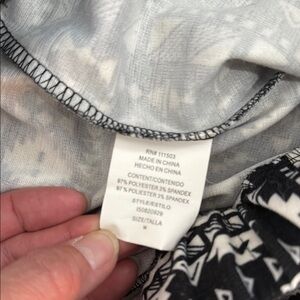 RN# 111503
MADE IN CHINA
HECHO EN CHINA
CONTENT/CONTENIDO
97% POLYESTER 3% SPANDEX
97 % POLIESTER 3% SPANDEX
STYLE/ESTILO
IS0820829
SIZE/TALLA
M